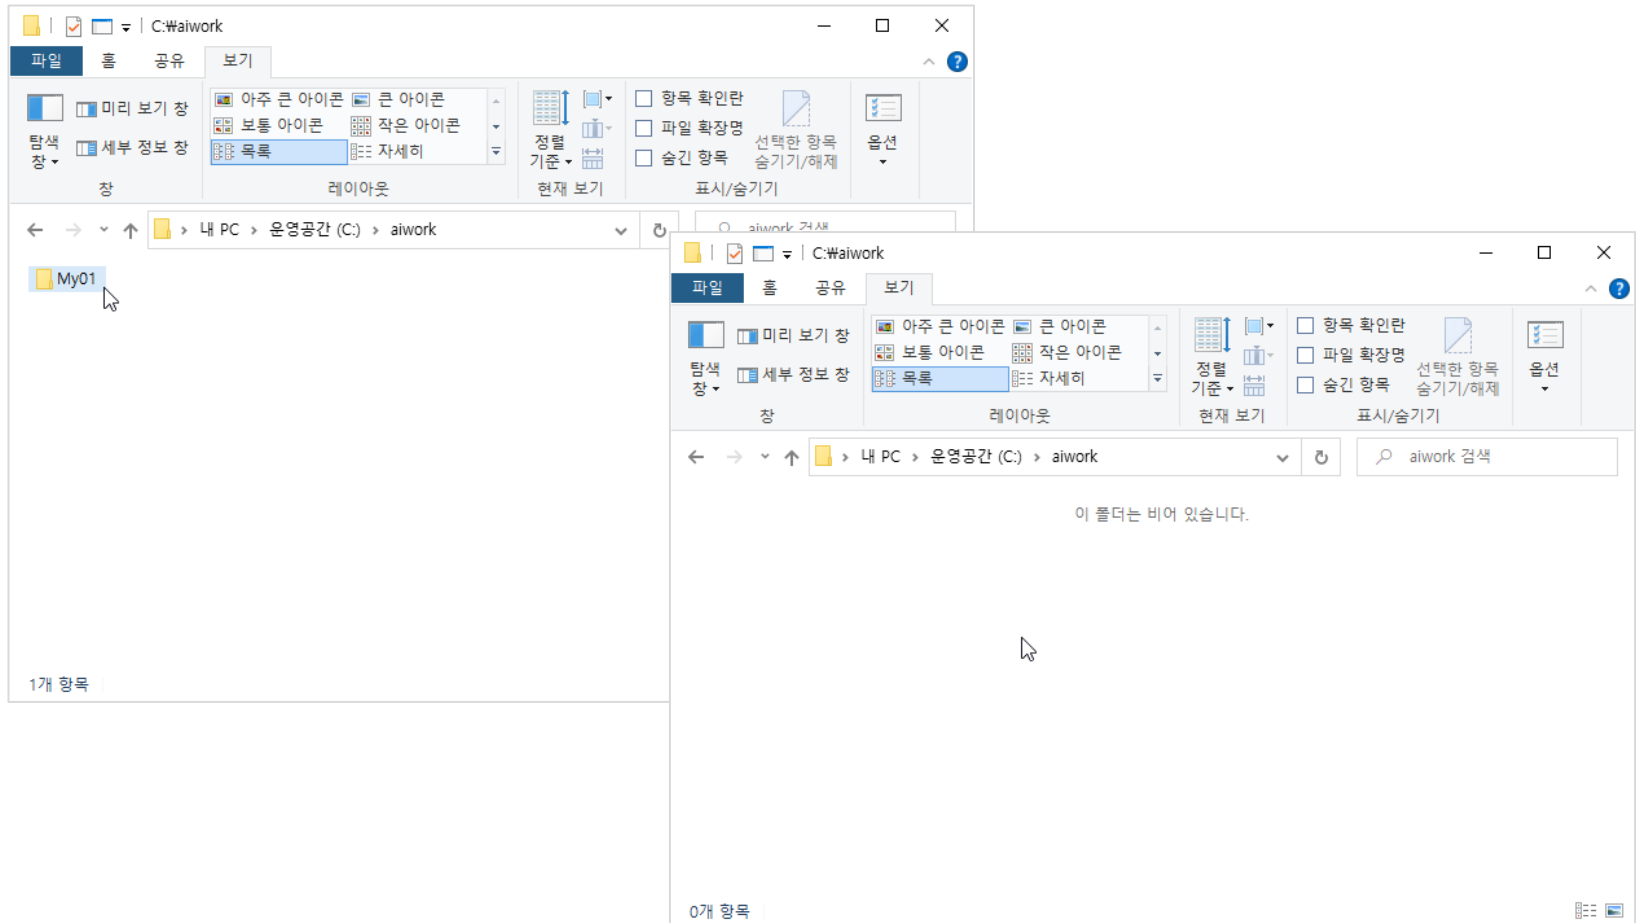 C:₩aiwork
파일 홈 공유 보기
미리 보기 창 아주 큰 아이콘 큰 아이콘 항목 확인란
보통 아이콘 작은 아이콘 파일 확장명
탐색 창 세부 정보 창 목록 자세히 정렬 기준 숨긴 항목 선택한 항목 숨기기/해제 옵션
창 레이아웃 현재 보기 표시/숨기기
내 PC 운영공간 (C:) aiwork aiwork 검색
My01
1개 항목
C:₩aiwork
파일 홈 공유 보기
미리 보기 창 아주 큰 아이콘 큰 아이콘 항목 확인란
보통 아이콘 작은 아이콘 파일 확장명
탐색 창 세부 정보 창 목록 자세히 정렬 기준 숨긴 항목 선택한 항목 숨기기/해제 옵션
창 레이아웃 현재 보기 표시/숨기기
내 PC 운영공간 (C:) aiwork aiwork 검색
이 폴더는 비어 있습니다.
0개 항목